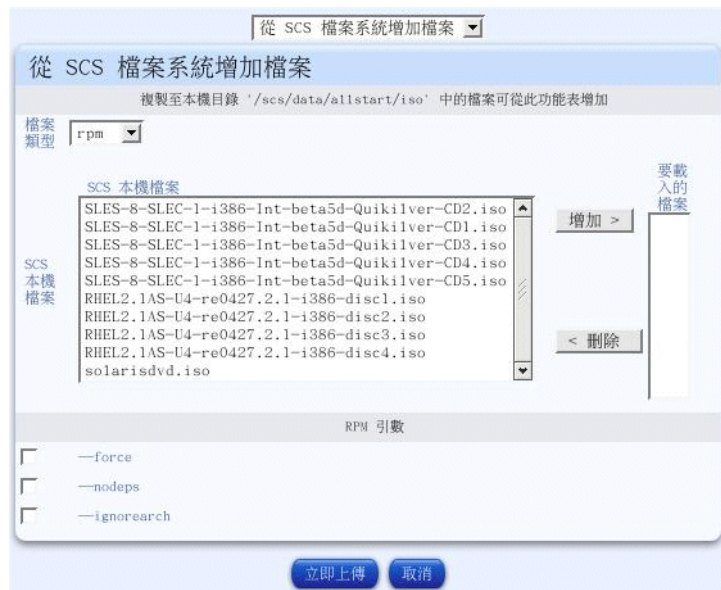 從 SCS 檔案系統增加檔案
從 SCS 檔案系統增加檔案
複製至本機目錄 '/scs/data/allstart/iso' 中的檔案可從此功能表增加
檔案
類型
rpm
SCS 本機檔案
要載
入的
檔案
SCS
本機
檔案
SLES-8-SLEC-1-i386-Int-beta5d-Quikilver-CD2.iso
SLES-8-SLEC-1-i386-Int-beta5d-Quikilver-CD1.iso
SLES-8-SLEC-1-i386-Int-beta5d-Quikilver-CD3.iso
SLES-8-SLEC-1-i386-Int-beta5d-Quikilver-CD4.iso
SLES-8-SLEC-1-i386-Int-beta5d-Quikilver-CD5.iso
RHEL2.1AS-U4-re0427.2.1-i386-disc1.iso
RHEL2.1AS-U4-re0427.2.1-i386-disc2.iso
RHEL2.1AS-U4-re0427.2.1-i386-disc3.iso
RHEL2.1AS-U4-re0427.2.1-i386-disc4.iso
solarisdvd.iso
增加 >
< 刪除
RPM 引數
--force
--nodeps
--ignorearch
立即上傳
取消